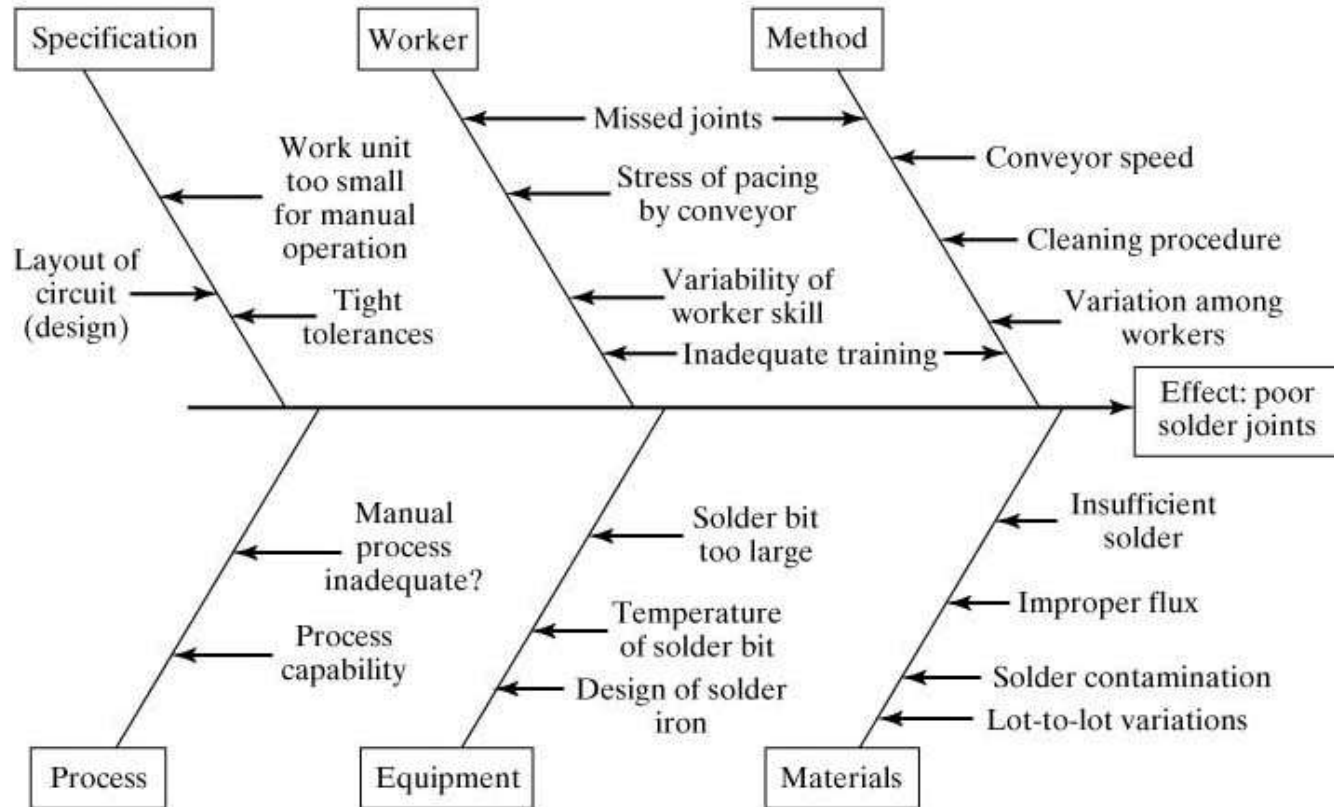 Specification
Worker
Method
Missed joints
Work unit
too small
for manual
operation
Stress of pacing
by conveyor
Conveyor speed
Cleaning procedure
Layout of
circuit
(design)
Tight
tolerances
Variability of
worker skill
Variation among
workers
Inadequate training
Effect: poor
solder joints
Manual
process
inadequate?
Solder bit
too large
Insufficient
solder
Process
capability
Temperature
of solder bit
Improper flux
Design of solder
iron
Solder contamination
Lot-to-lot variations
Process
Equipment
Materials